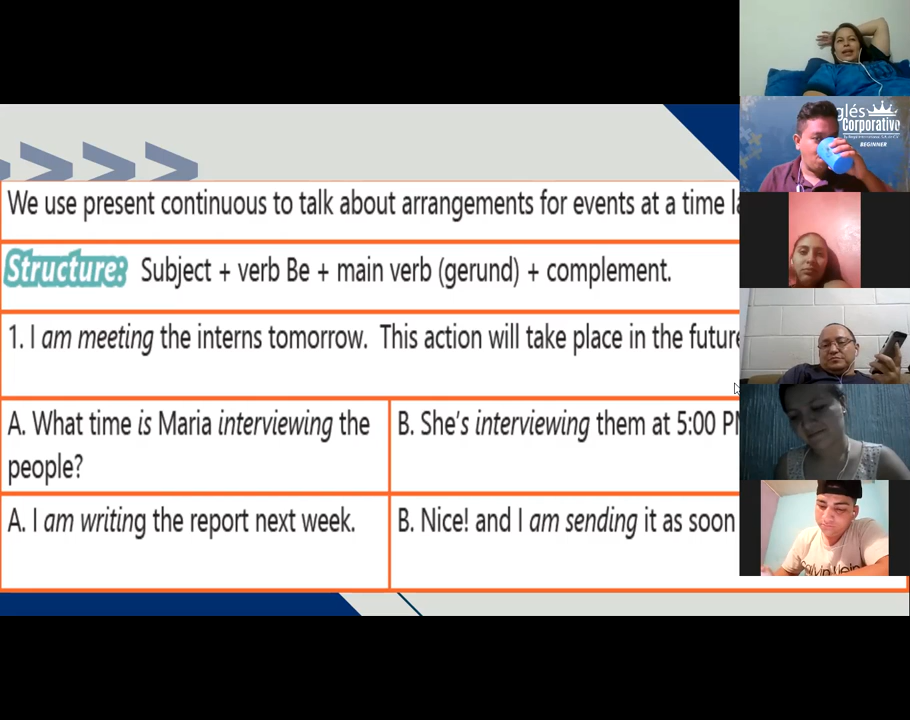 We use present continuous to talk about arrangements for events at a time
Structure: Subject + verb Be + main verb (gerund) + complement.
1. I am meeting the interns tomorrow. This action will take place in the future
A. What time is Maria interviewing the
people?
B. She's interviewing them at 5:00 PM
A. I am writing the report next week.
B. Nice! and I am sending it as soon
glés
Corporativo
BEGINNER